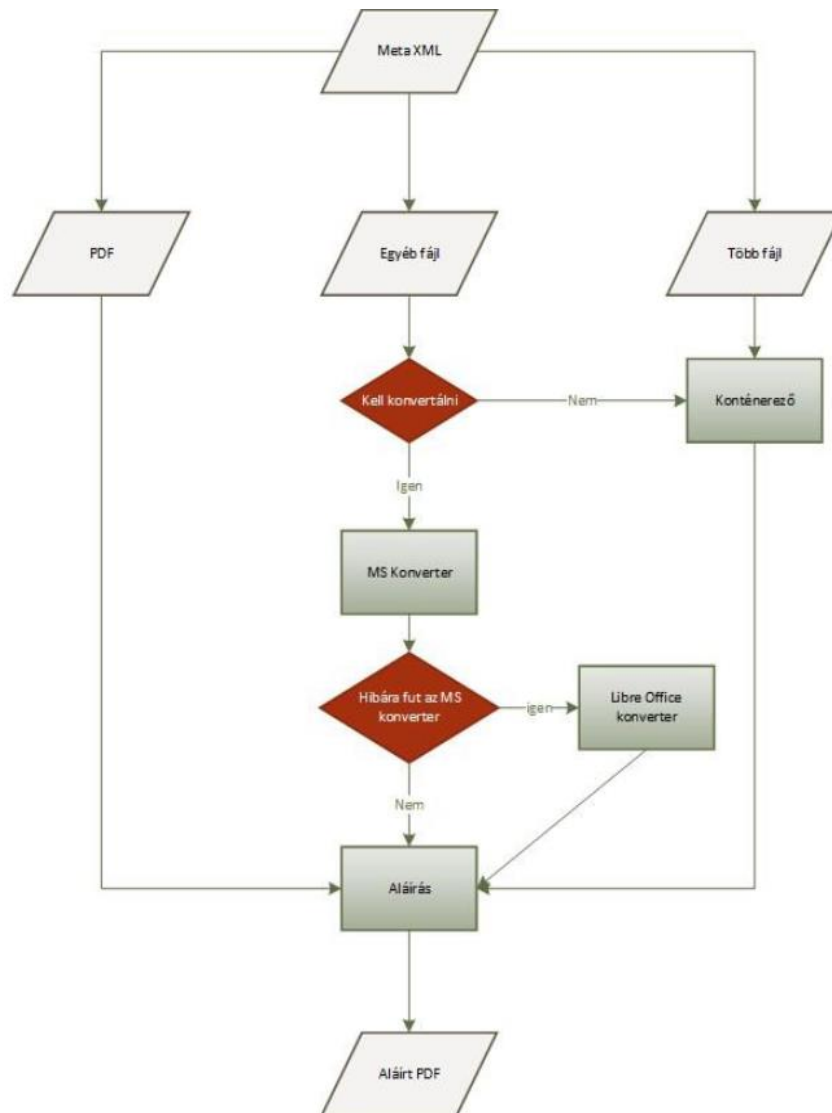 Meta XML
PDF
Egyéb fájl
Több fájl
Kell konvertálni
Nem
Konténerező
Igen
MS Konverter
Hibára fut az MS
konverter
igen
Libre Office
konverter
Nem
Aláírás
Aláírt PDF